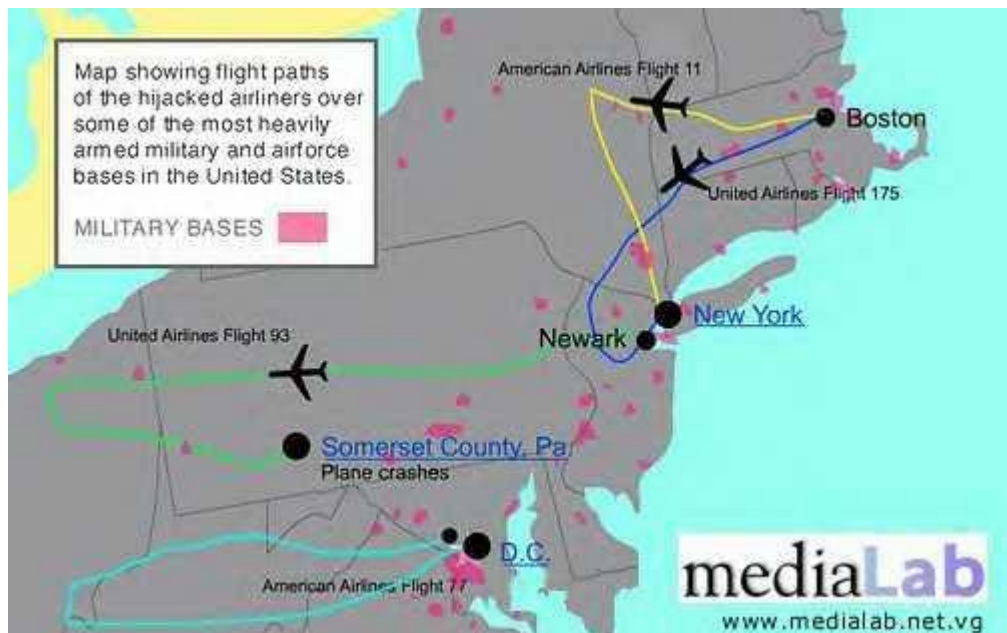 Map showing flight paths
of the hijacked airliners over
some of the most heavily
armed military and airforce
bases in the United States.
MILITARY BASES
American Airlines Flight 11
Boston
United Airlines Flight 175
New York
Newark
United Airlines Flight 93
Somerset County, Pa
Plane crashes
D.C.
American Airlines Flight 77
mediaLab
www.medialab.net.vg